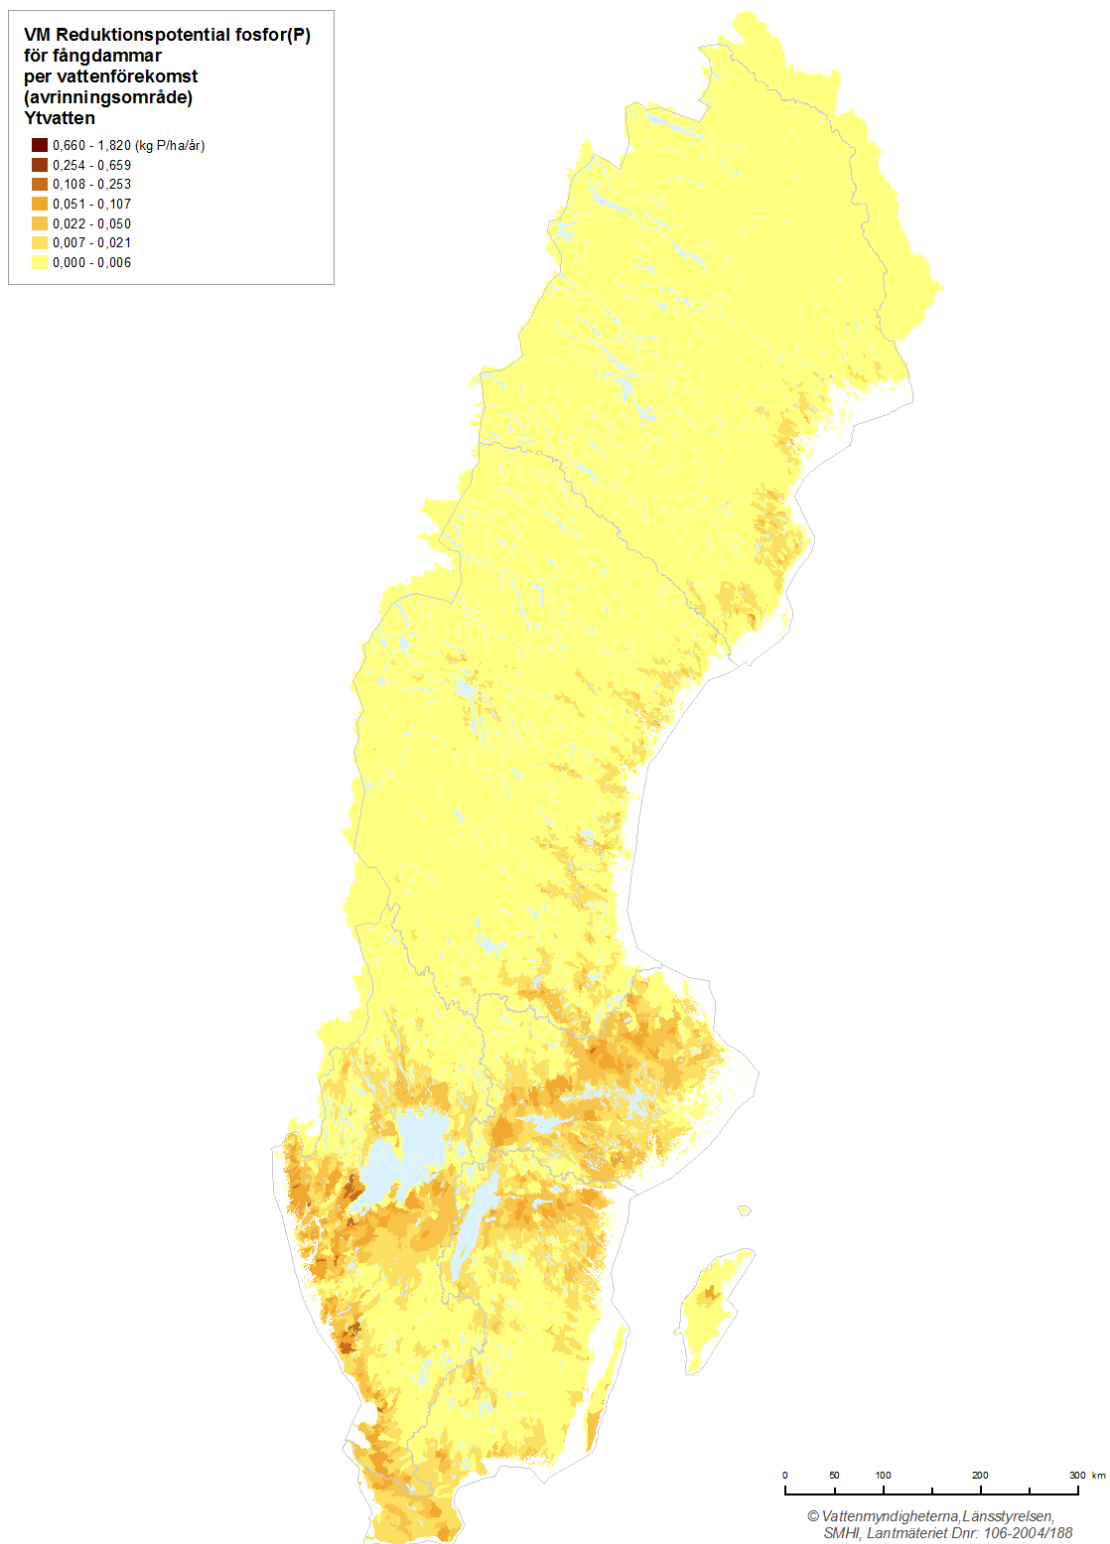 VM Reduktionspotential fosfor(P)
för fångdammar
per vattenförekomst
(avrinningsområde)
Ytvatten
0,660 - 1,820 (kg P/ha/år)
0,254 - 0,659
0,108 - 0,253
0,051 - 0,107
0,022 - 0,050
0,007 - 0,021
0,000 - 0,006
0 50 100 200 300 km
© Vattenmyndigheterna,Länsstyrelsen,
SMHI, Lantmäteriet Dnr: 106-2004/188